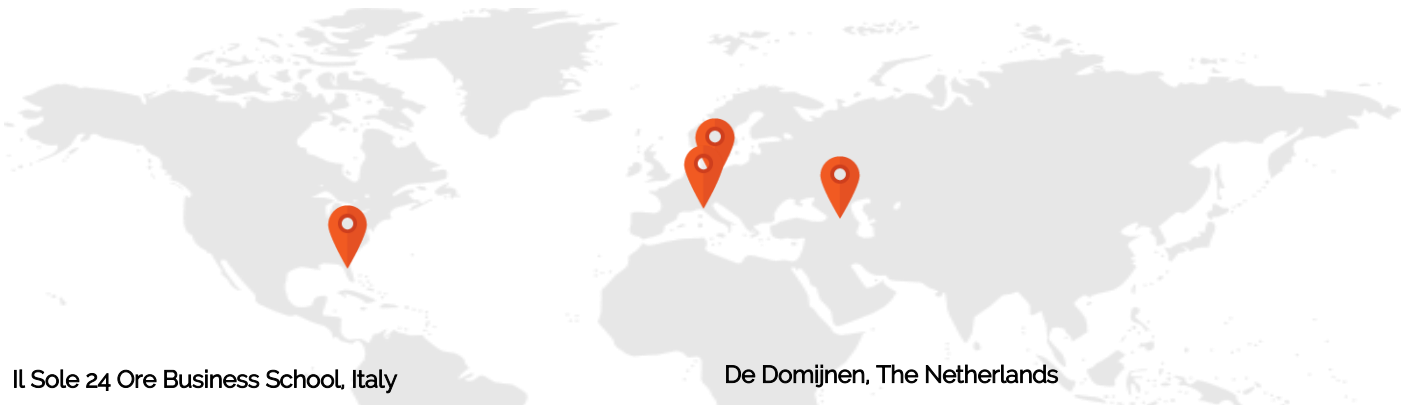 Il Sole 24 Ore Business School, Italy
De Domijnen, The Netherlands